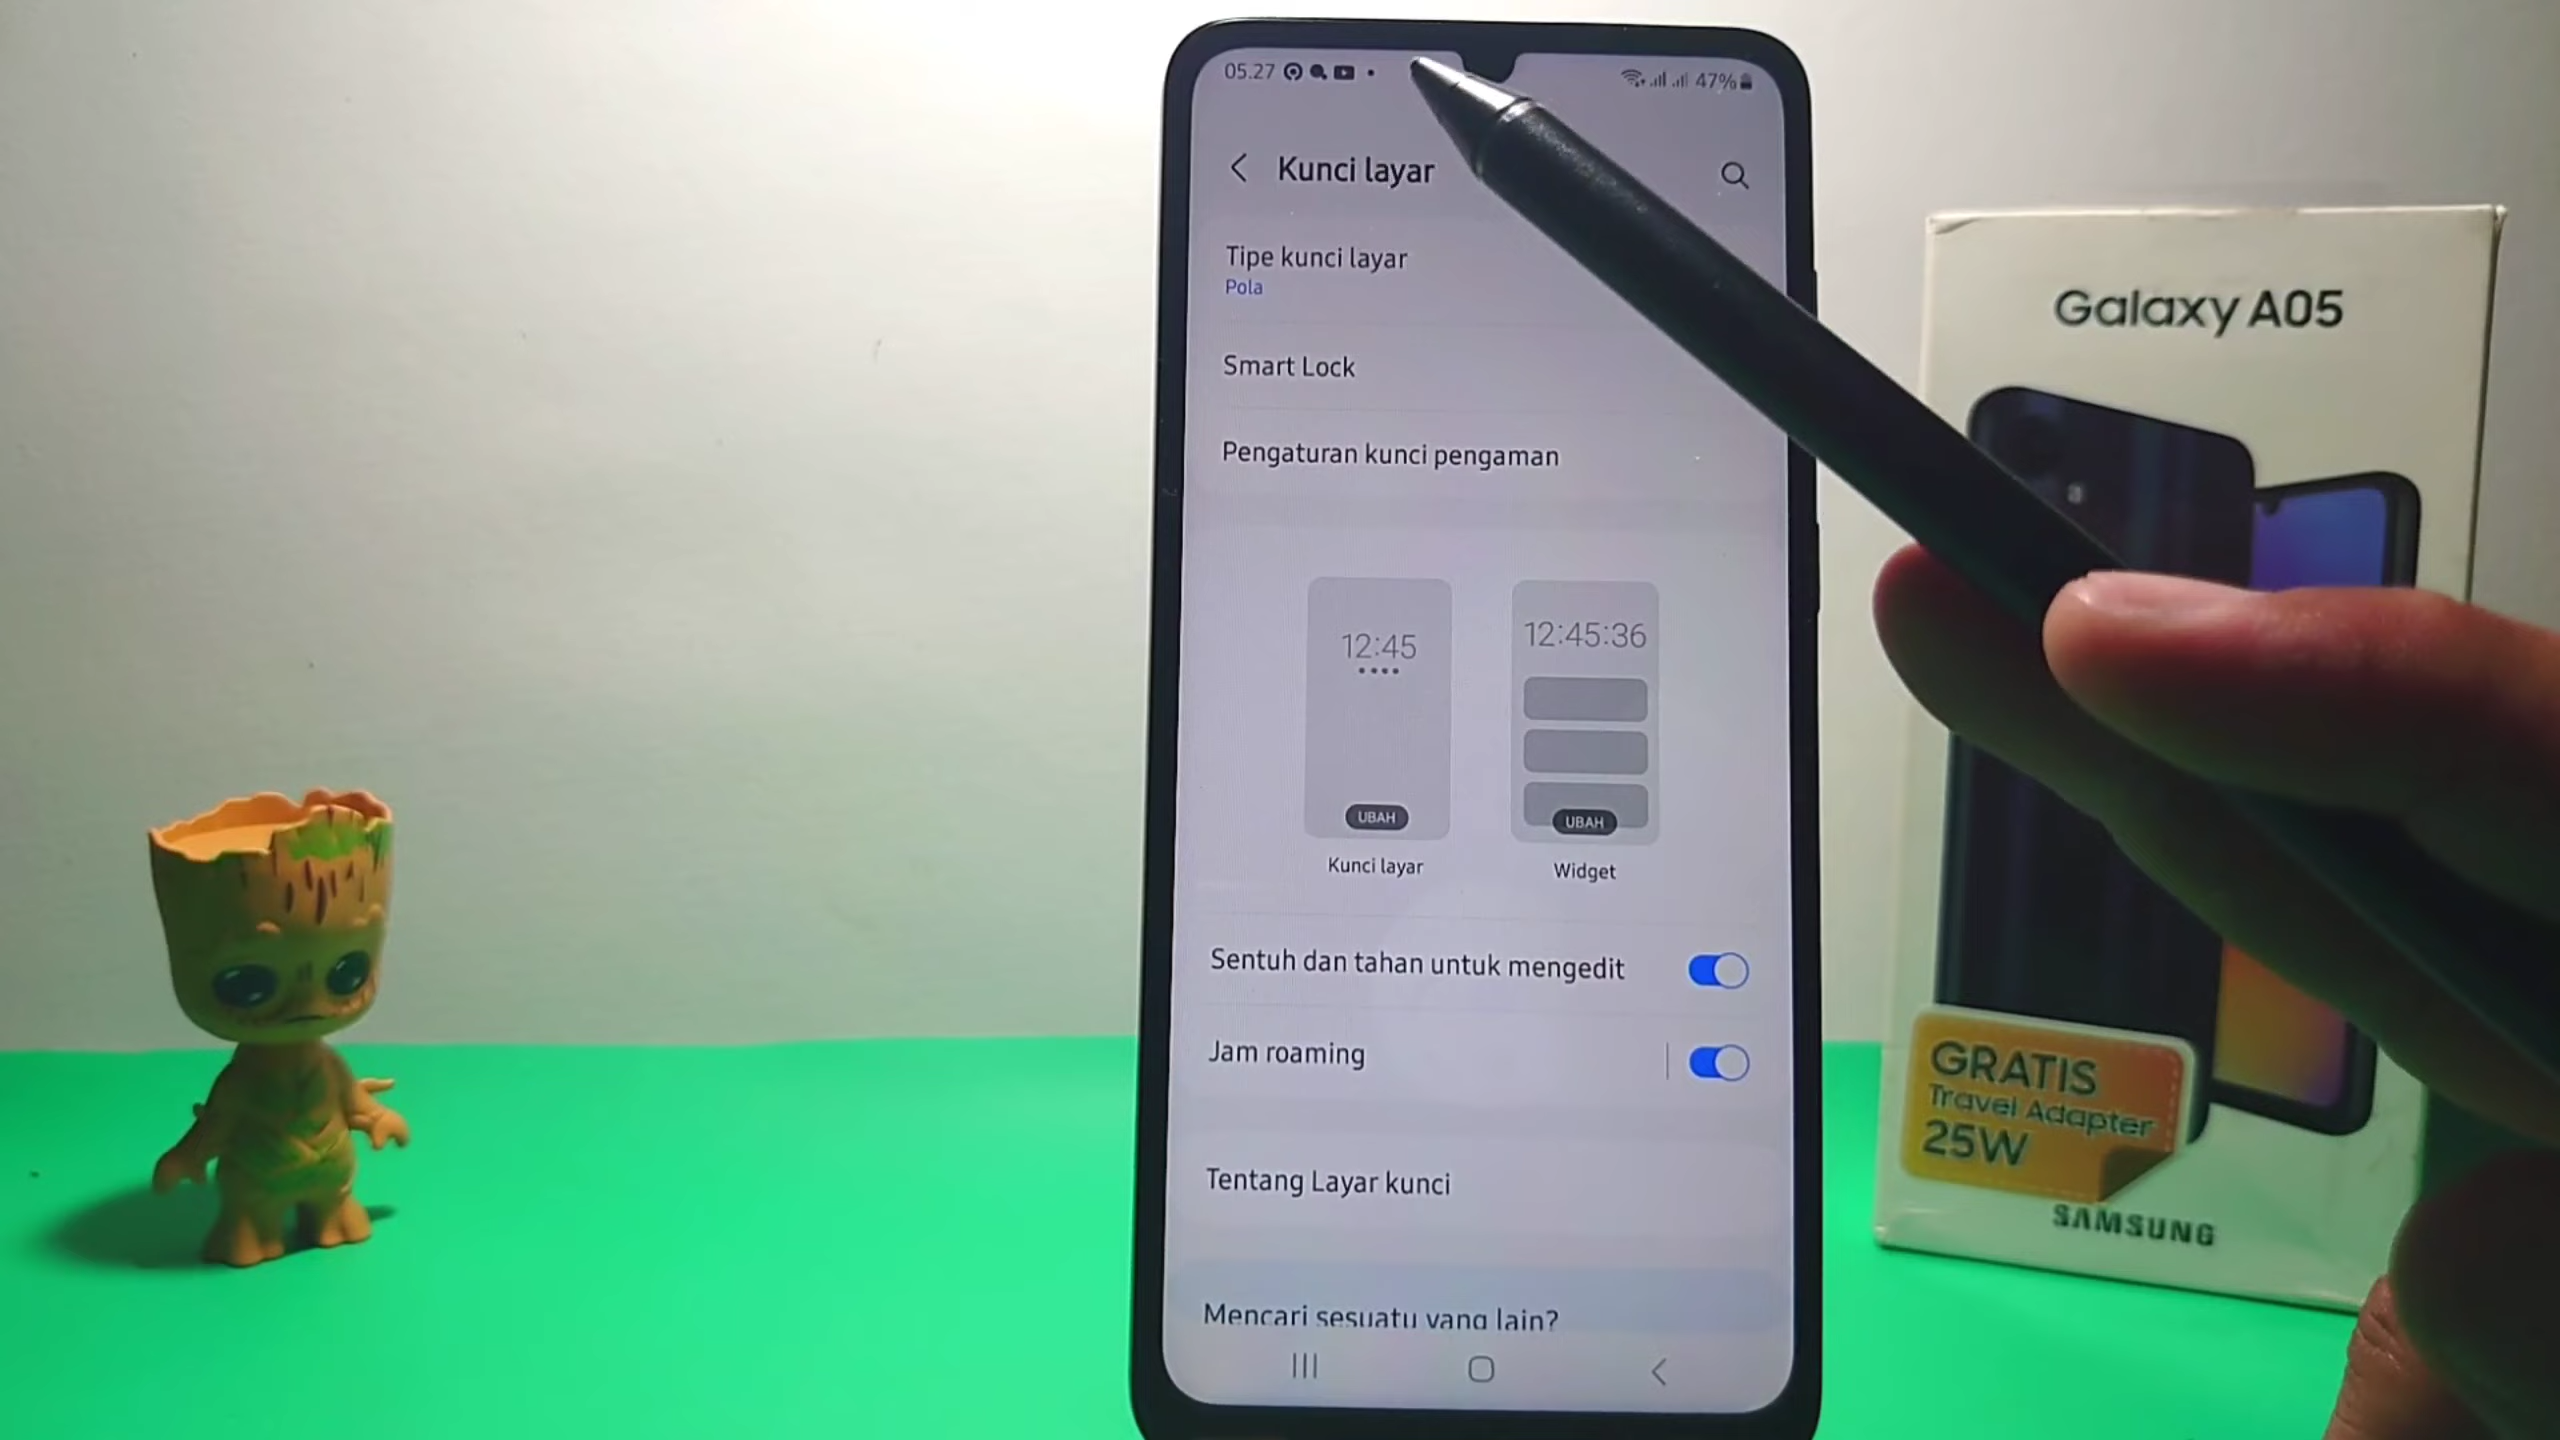 05.27
47%
Kunci layar
Tipe kunci layar
Pola
Smart Lock
Pengaturan kunci pengaman
12:45
12:45:36
UBAH
UBAH
Kunci layar
Widget
Sentuh dan tahan untuk mengedit
Jam roaming
Tentang Layar kunci
Mencari sesuatu yang lain?
Galaxy A05
GRATIS
Travel Adapter
25W
SAMSUNG